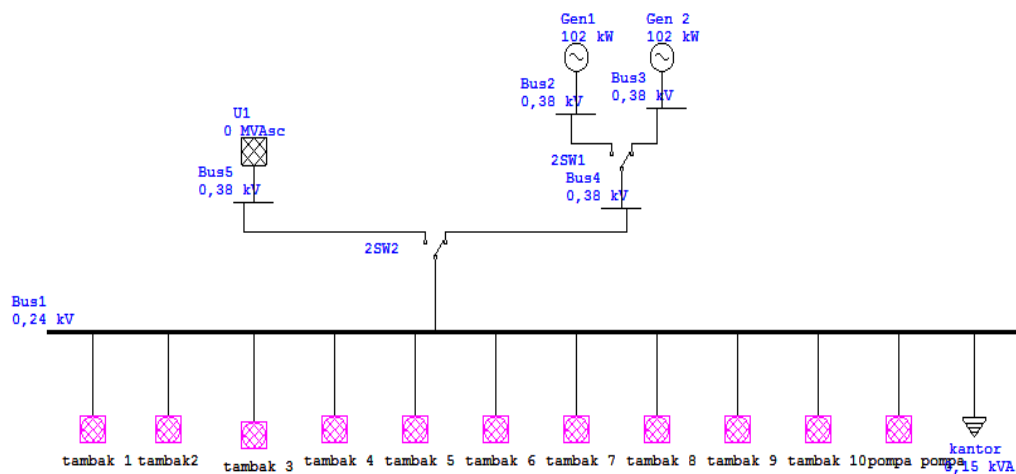 Gen1
102 kW
Gen 2
102 kW
Bus2
0,38 kV
Bus3
0,38 kV
U1
0 MVAsc
2SW1
Bus5
0,38 kV
Bus4
0,38 kV
2SW2
Bus1
0,24 kV
tambak 1
tambak2
tambak 3
tambak 4
tambak 5
tambak 6
tambak 7
tambak 8
tambak 9
tambak 10
pompa pompa
kantor
0,15 kVA